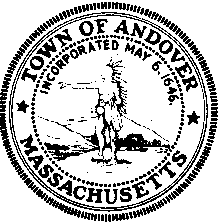 TOWN OF ANDOVER
INCORPORATED MAY 6, 1646.
MASSACHUSETTS